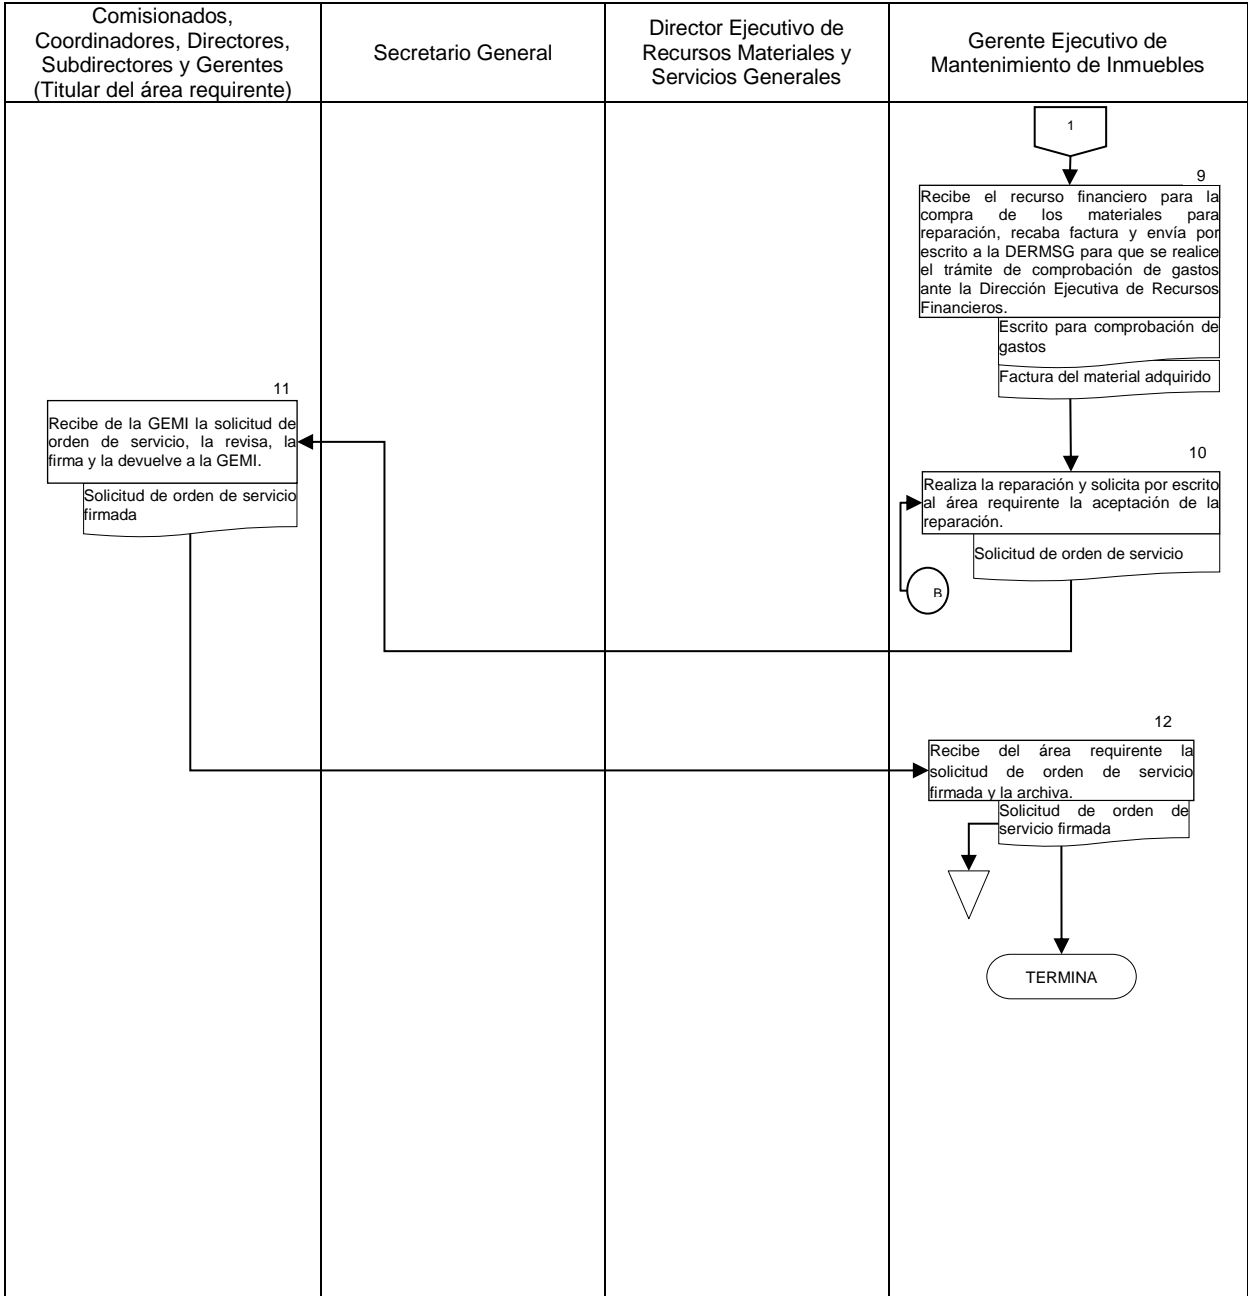 Comisionados,
Coordinadores, Directores,
Subdirectores y Gerentes
(Titular del área requirente)
Secretario General
Director Ejecutivo de
Recursos Materiales y
Servicios Generales
Gerente Ejecutivo de
Mantenimiento de Inmuebles
1
9
Recibe el recurso financiero para la
compra de los materiales para
reparación, recaba factura y envía por
escrito a la DERMSG para que se realice
el trámite de comprobación de gastos
ante la Dirección Ejecutiva de Recursos
Financieros.
Escrito para comprobación de
gastos
Factura del material adquirido
10
Realiza la reparación y solicita por escrito
al área requirente la aceptación de la
reparación.
Solicitud de orden de servicio
B
11
Recibe de la GEMI la solicitud de
orden de servicio, la revisa, la
firma y la devuelve a la GEMI.
Solicitud de orden de servicio
firmada
12
Recibe del área requirente la
solicitud de orden de servicio
firmada y la archiva.
Solicitud de orden de
servicio firmada
TERMINA